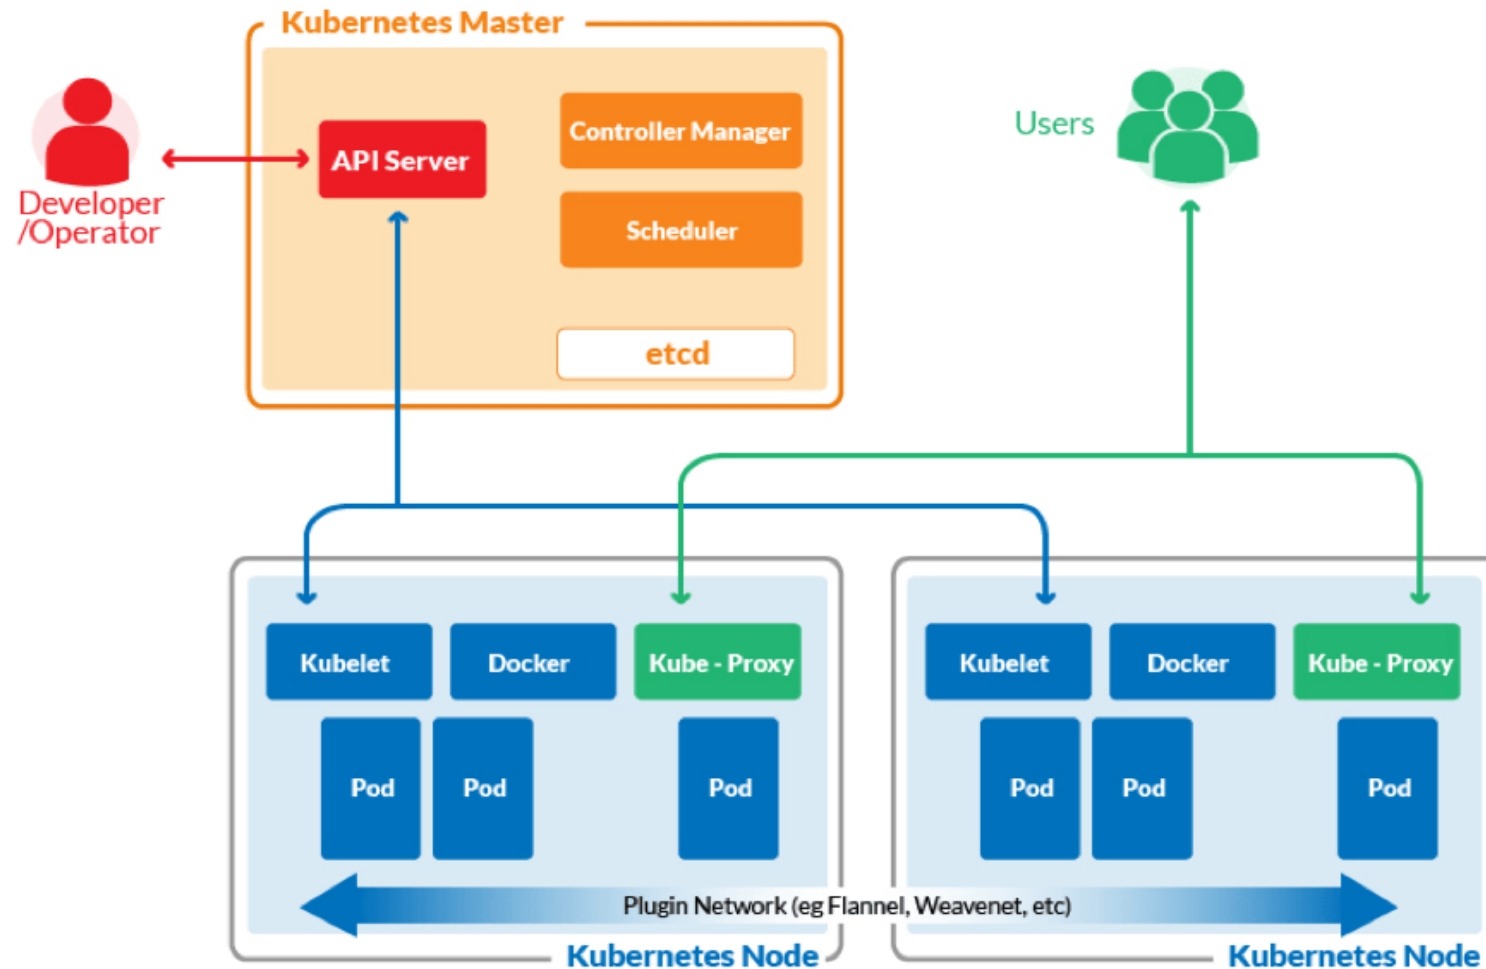 Kubernetes Master
Developer
/Operator
API Server
Controller Manager
Scheduler
etcd
Users
Kubelet
Docker
Kube - Proxy
Pod
Pod
Pod
Kubelet
Docker
Kube - Proxy
Pod
Pod
Pod
Plugin Network (eg Flannel, Weavenet, etc)
Kubernetes Node
Kubernetes Node